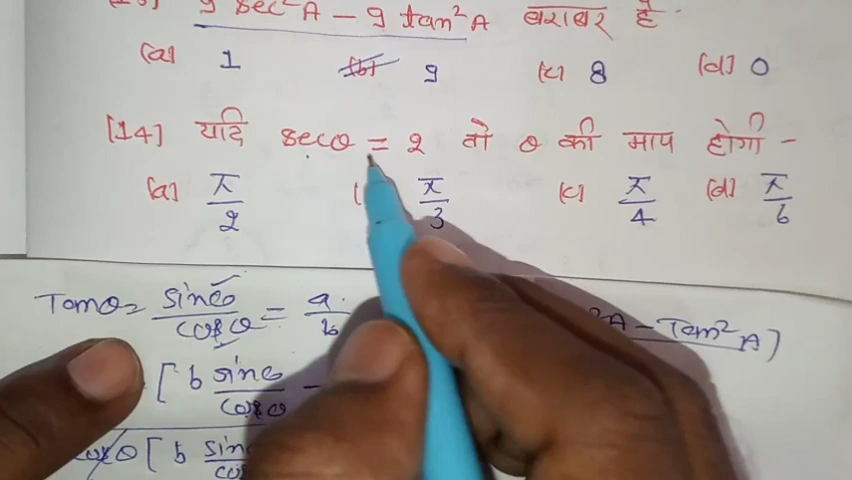 9 sec²A - 9 tan²A बराबर है -
(a) 1 (b) 9 (c) 8 (d) 0
[14] यदि secθ = 2 तो θ की माप होगी -
(a) π/2 π/3 (c) π/4 (d) π/6
Tanθ = sinθ/cosθ = a/b
²A - Tan²A)
[ b sinθ/cosθ -
cosθ [ b sin